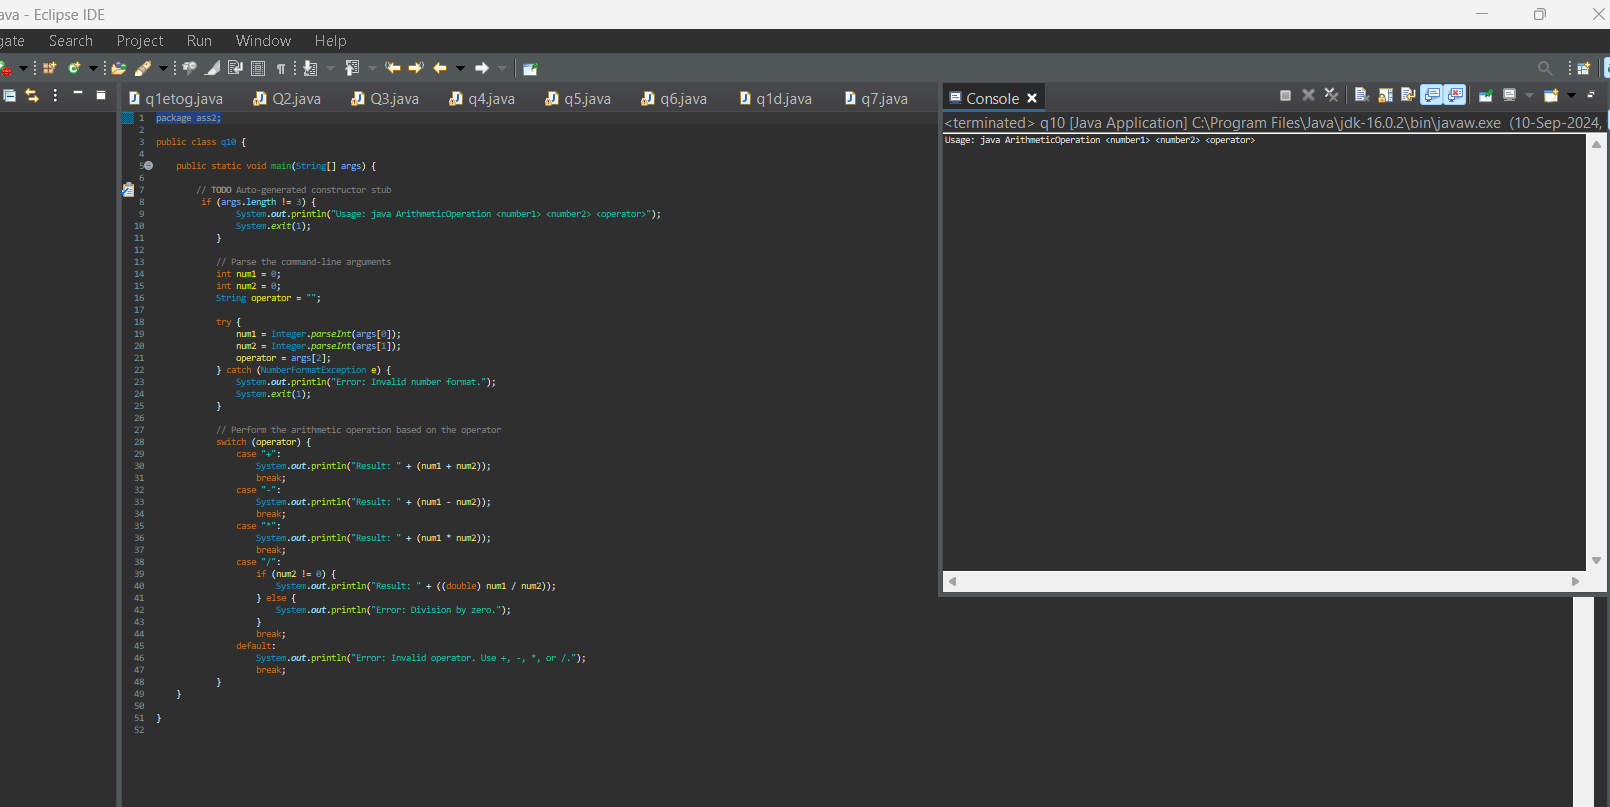 ava - Eclipse IDE
gate Search Project Run Window Help
q1etog.java Q2.java Q3.java q4.java q5.java q6.java q1d.java q7.java
1 package ass2;
2
3 public class q10 {
4
5 public static void main(String[] args) {
6
7 // TODO Auto-generated constructor stub
8 if (args.length != 3) {
9 System.out.println("Usage: java ArithmeticOperation <number1> <number2> <operator>");
10 System.exit(1);
11 }
12
13 // Parse the command-line arguments
14 int num1 = 0;
15 int num2 = 0;
16 String operator = "";
17
18 try {
19 num1 = Integer.parseInt(args[0]);
20 num2 = Integer.parseInt(args[1]);
21 operator = args[2];
22 } catch (NumberFormatException e) {
23 System.out.println("Error: Invalid number format.");
24 System.exit(1);
25 }
26
27 // Perform the arithmetic operation based on the operator
28 switch (operator) {
29 case "+":
30 System.out.println("Result: " + (num1 + num2));
31 break;
32 case "-":
33 System.out.println("Result: " + (num1 - num2));
34 break;
35 case "*":
36 System.out.println("Result: " + (num1 * num2));
37 break;
38 case "/":
39 if (num2 != 0) {
40 System.out.println("Result: " + ((double) num1 / num2));
41 } else {
42 System.out.println("Error: Division by zero.");
43 }
44 break;
45 default:
46 System.out.println("Error: Invalid operator. Use +, -, *, or /.");
47 break;
48 }
49 }
50
51 }
52
Console
<terminated> q10 [Java Application] C:\Program Files\Java\jdk-16.0.2\bin\javaw.exe (10-Sep-2024,
Usage: java ArithmeticOperation <number1> <number2> <operator>